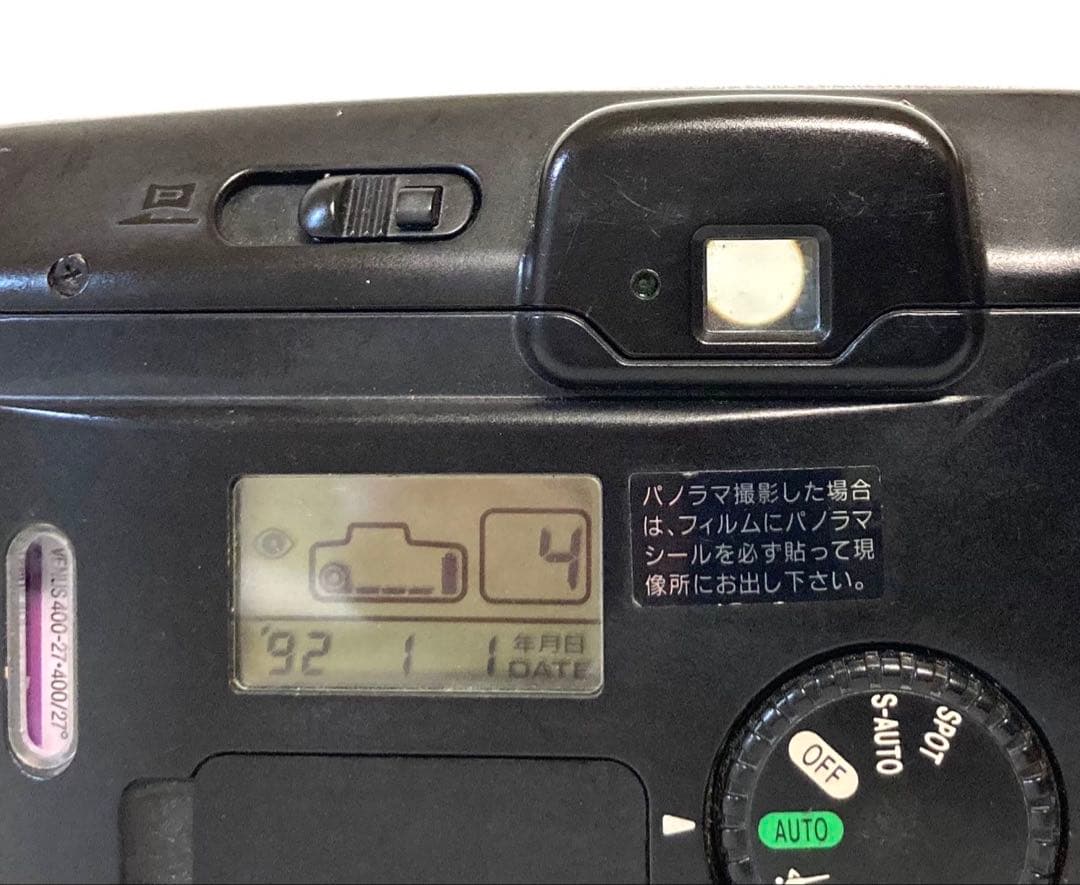 P
4
'92 1 1 年月日
DATE
パノラマ撮影した場合
は、フィルムにパノラマ
シールを必ず貼って現
像所にお出し下さい。
VENUS400-27・400/27°
SPOT
S-AUTO
OFF
AUTO